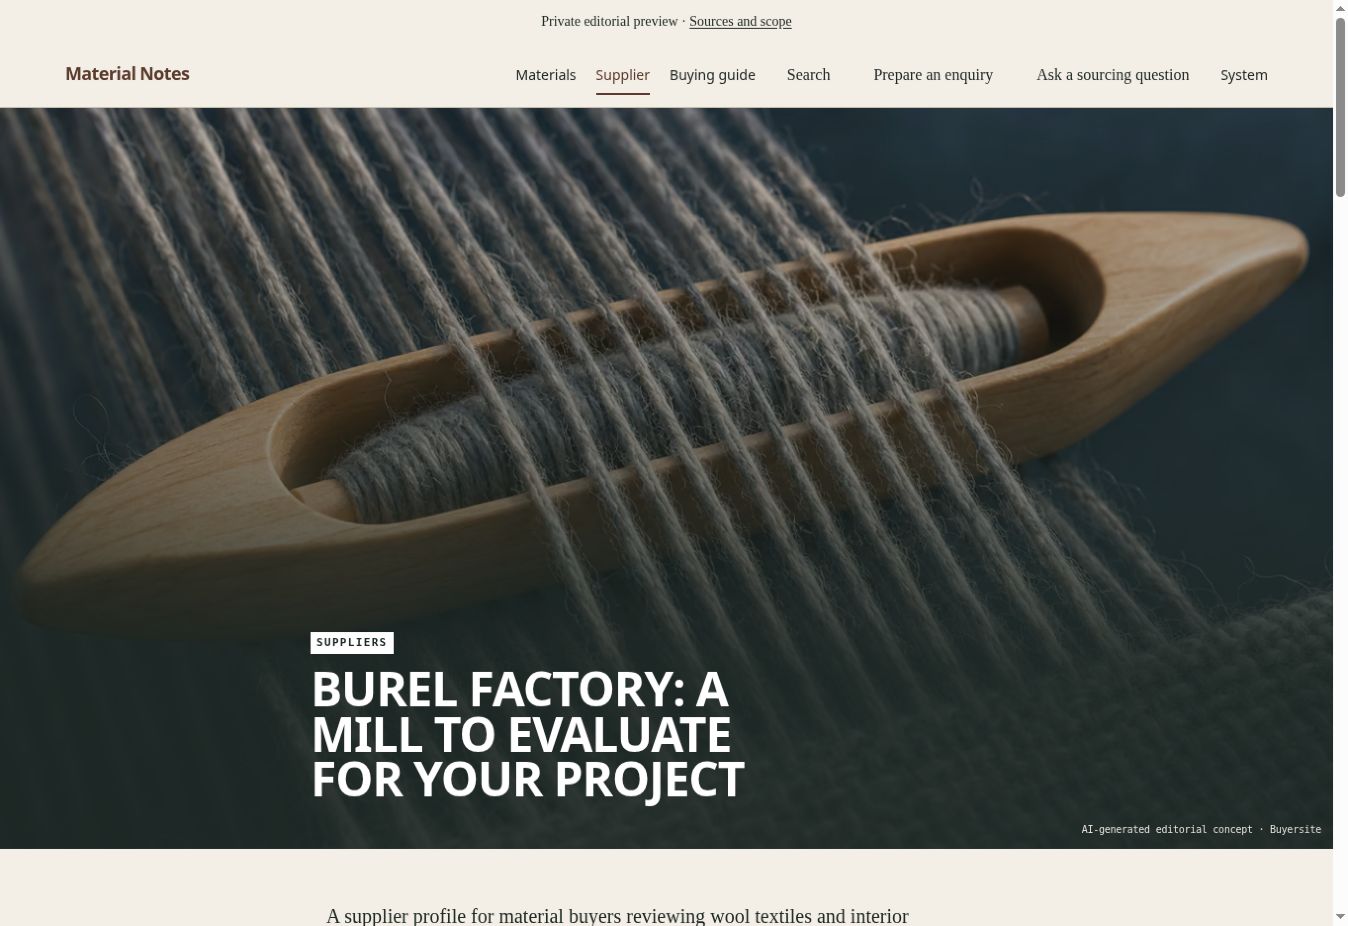 Private editorial preview · Sources and scope
Material Notes
Materials
Supplier
Buying guide
Search
Prepare an enquiry
Ask a sourcing question
System
SUPPLIERS
BUREL FACTORY: A
MILL TO EVALUATE
FOR YOUR PROJECT
AI-generated editorial concept · Buyersite
A supplier profile for material buyers reviewing wool textiles and interior